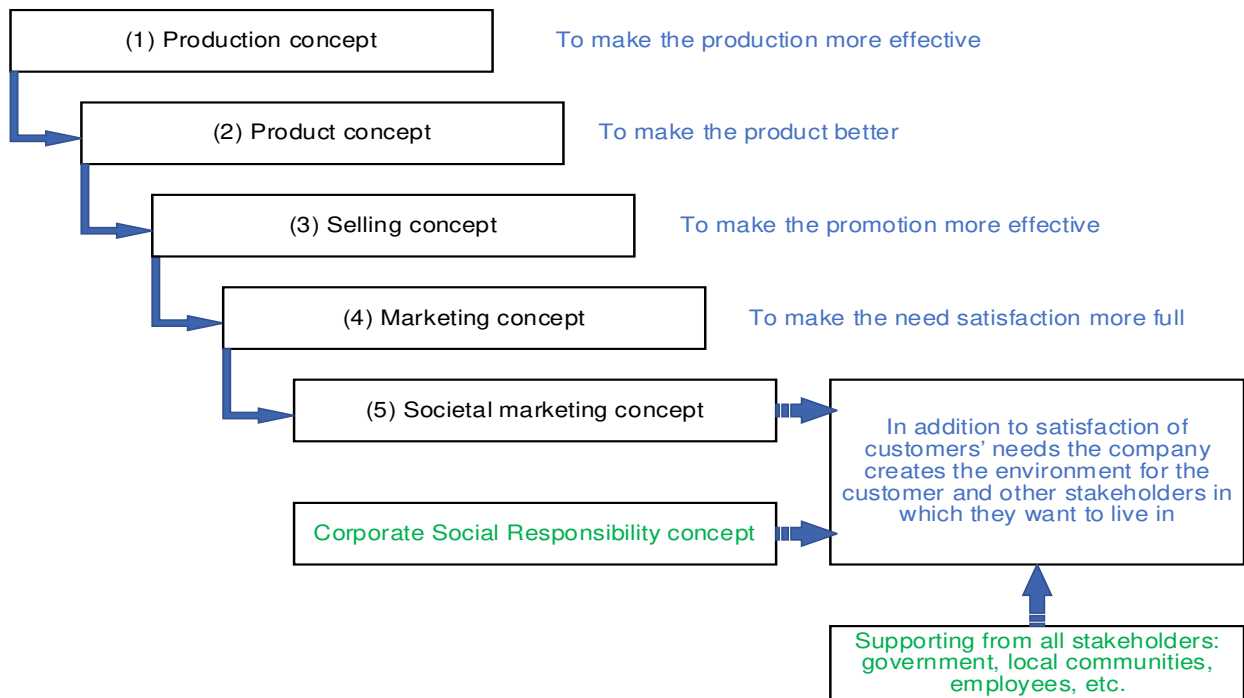 (1) Production concept
To make the production more effective
(2) Product concept
To make the product better
(3) Selling concept
To make the promotion more effective
(4) Marketing concept
To make the need satisfaction more full
(5) Societal marketing concept
In addition to satisfaction of
customers’ needs the company
creates the environment for the
customer and other stakeholders in
which they want to live in
Corporate Social Responsibility concept
Supporting from all stakeholders:
government, local communities,
employees, etc.